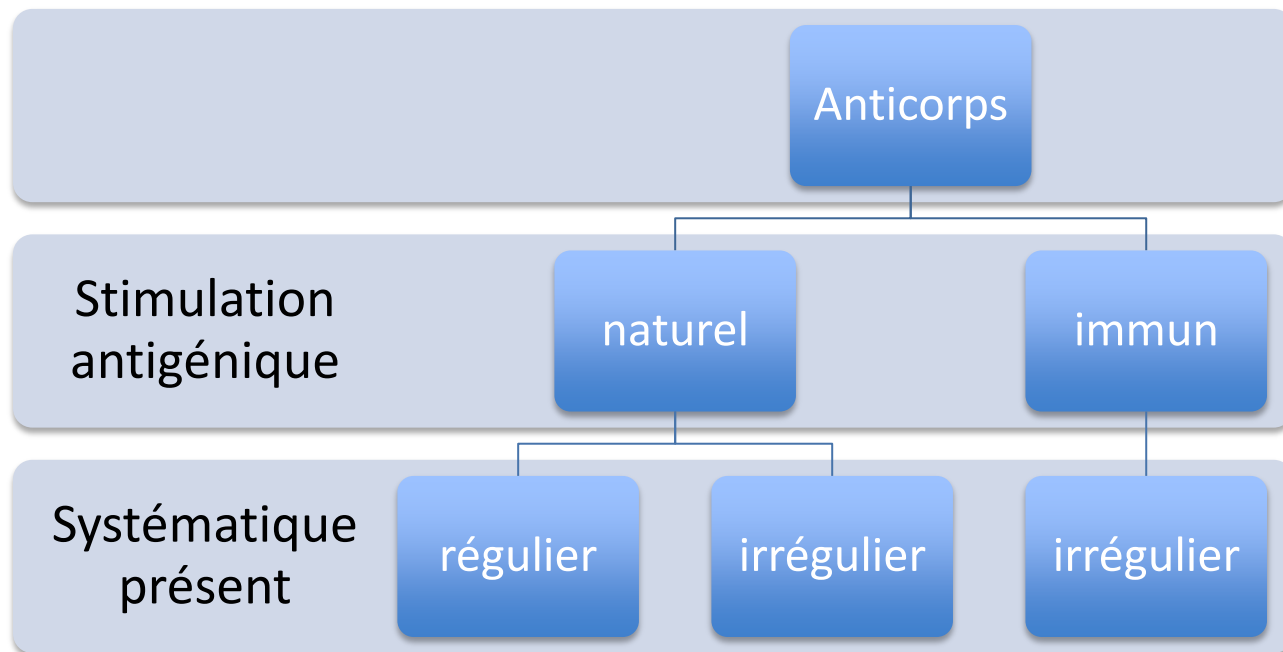 Anticorps
Stimulation
antigénique
naturel
immun
Systématique
présent
régulier
irrégulier
irrégulier